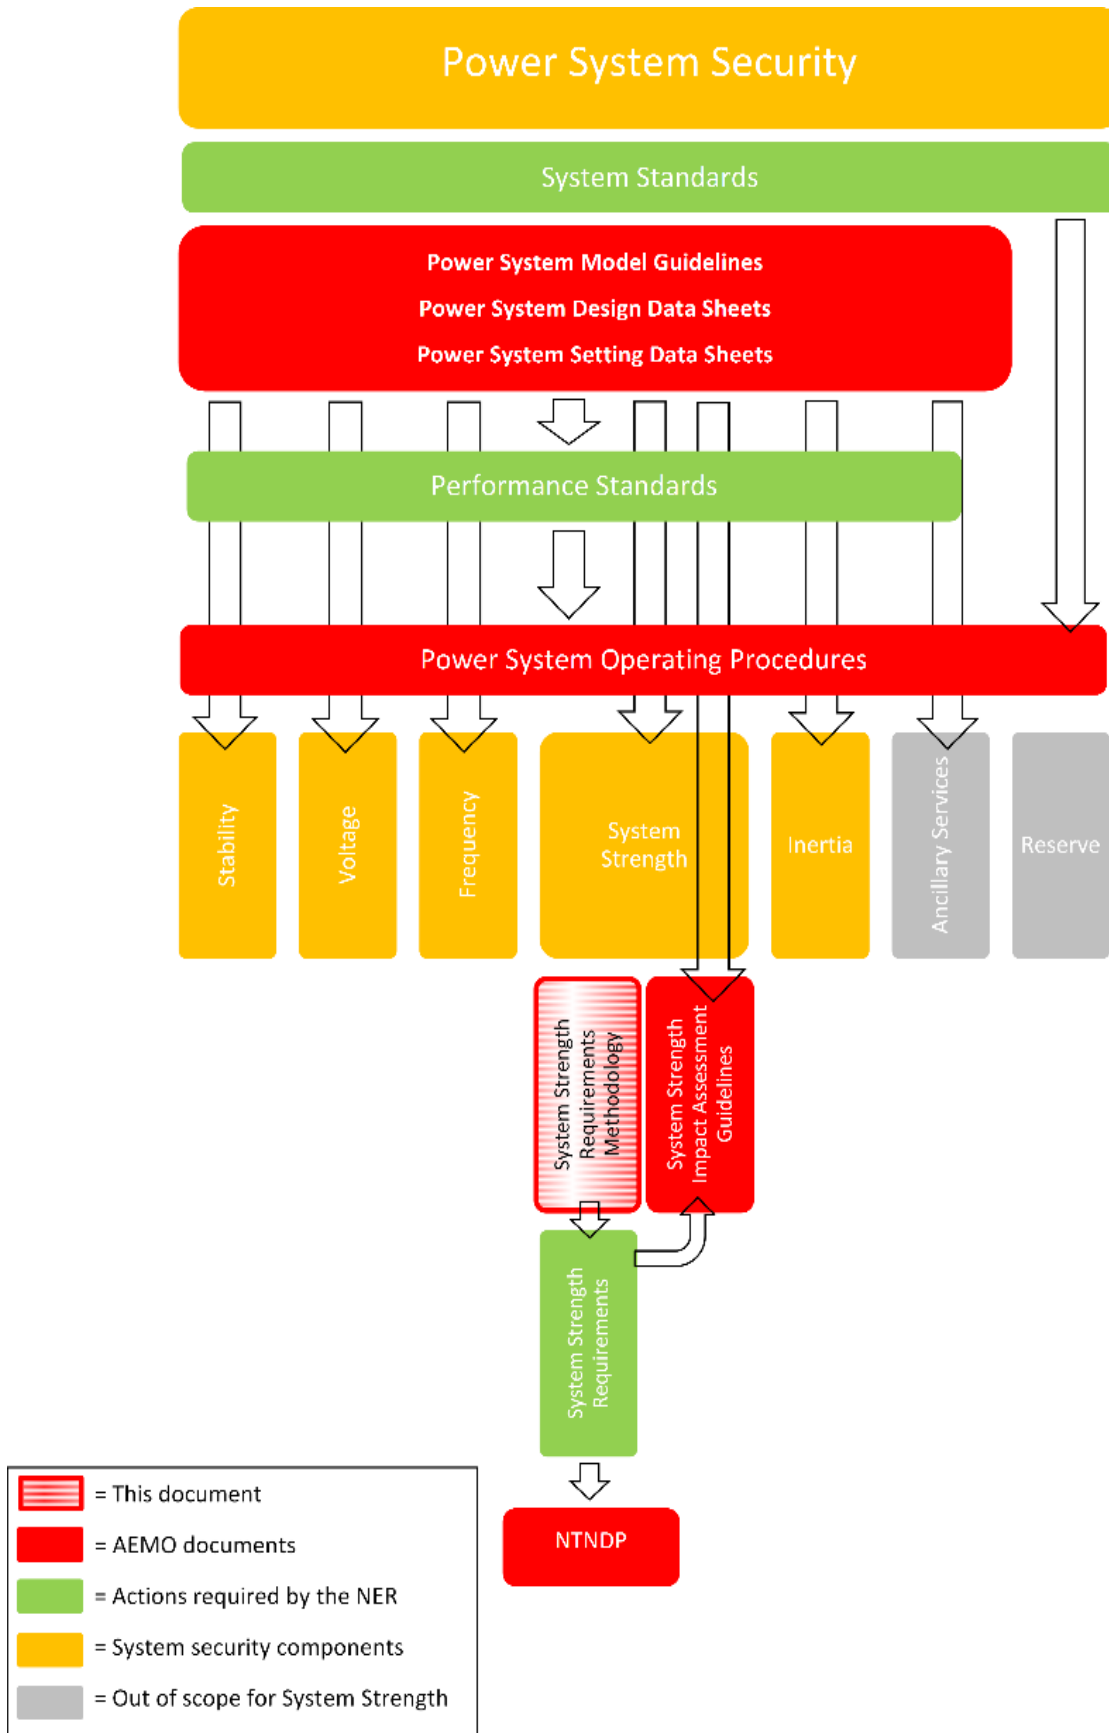 Power System Security
System Standards
Power System Model Guidelines
Power System Design Data Sheets
Power System Setting Data Sheets
Performance Standards
Power System Operating Procedures
Stability
Voltage
Frequency
System
Strength
Inertia
Ancillary Services
Reserve
System Strength
Requirements
Methodology
System Strength
Impact Assessment
Guidelines
System Strength
Requirements
NTNDP
= This document
= AEMO documents
= Actions required by the NER
= System security components
= Out of scope for System Strength